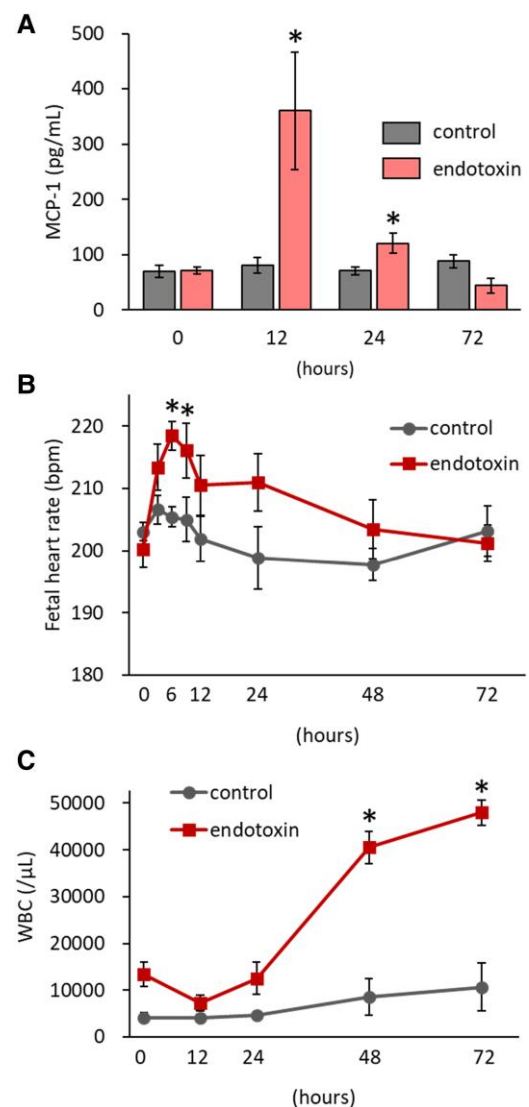 A
500
400
300
200
100
0
MCP-1 (pg/mL)
*
*
control
endotoxin
0 12 24 72
(hours)
B
220
210
200
190
180
Fetal heart rate (bpm)
* *
control
endotoxin
0 6 12 24 48 72
(hours)
C
50000
40000
30000
20000
10000
0
WBC (/μL)
control
endotoxin
*
*
0 12 24 48 72
(hours)